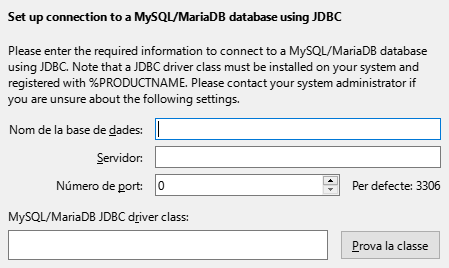 Set up connection to a MySQL/MariaDB database using JDBC
Please enter the required information to connect to a MySQL/MariaDB database
using JDBC. Note that a JDBC driver class must be installed on your system and
registered with %PRODUCTNAME. Please contact your system administrator if
you are unsure about the following settings.
Nom de la base de dades:
Servidor:
Número de port: 0 Per defecte: 3306
MySQL/MariaDB JDBC driver class:
Prova la classe